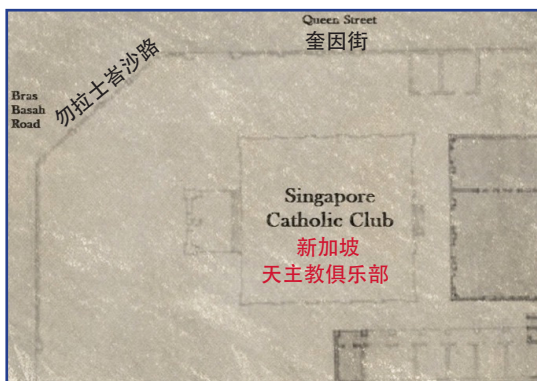 Queen Street
奎因街
Bras
Basah
Road
勿拉士峇沙路
Singapore
Catholic Club
新加坡
天主教俱乐部